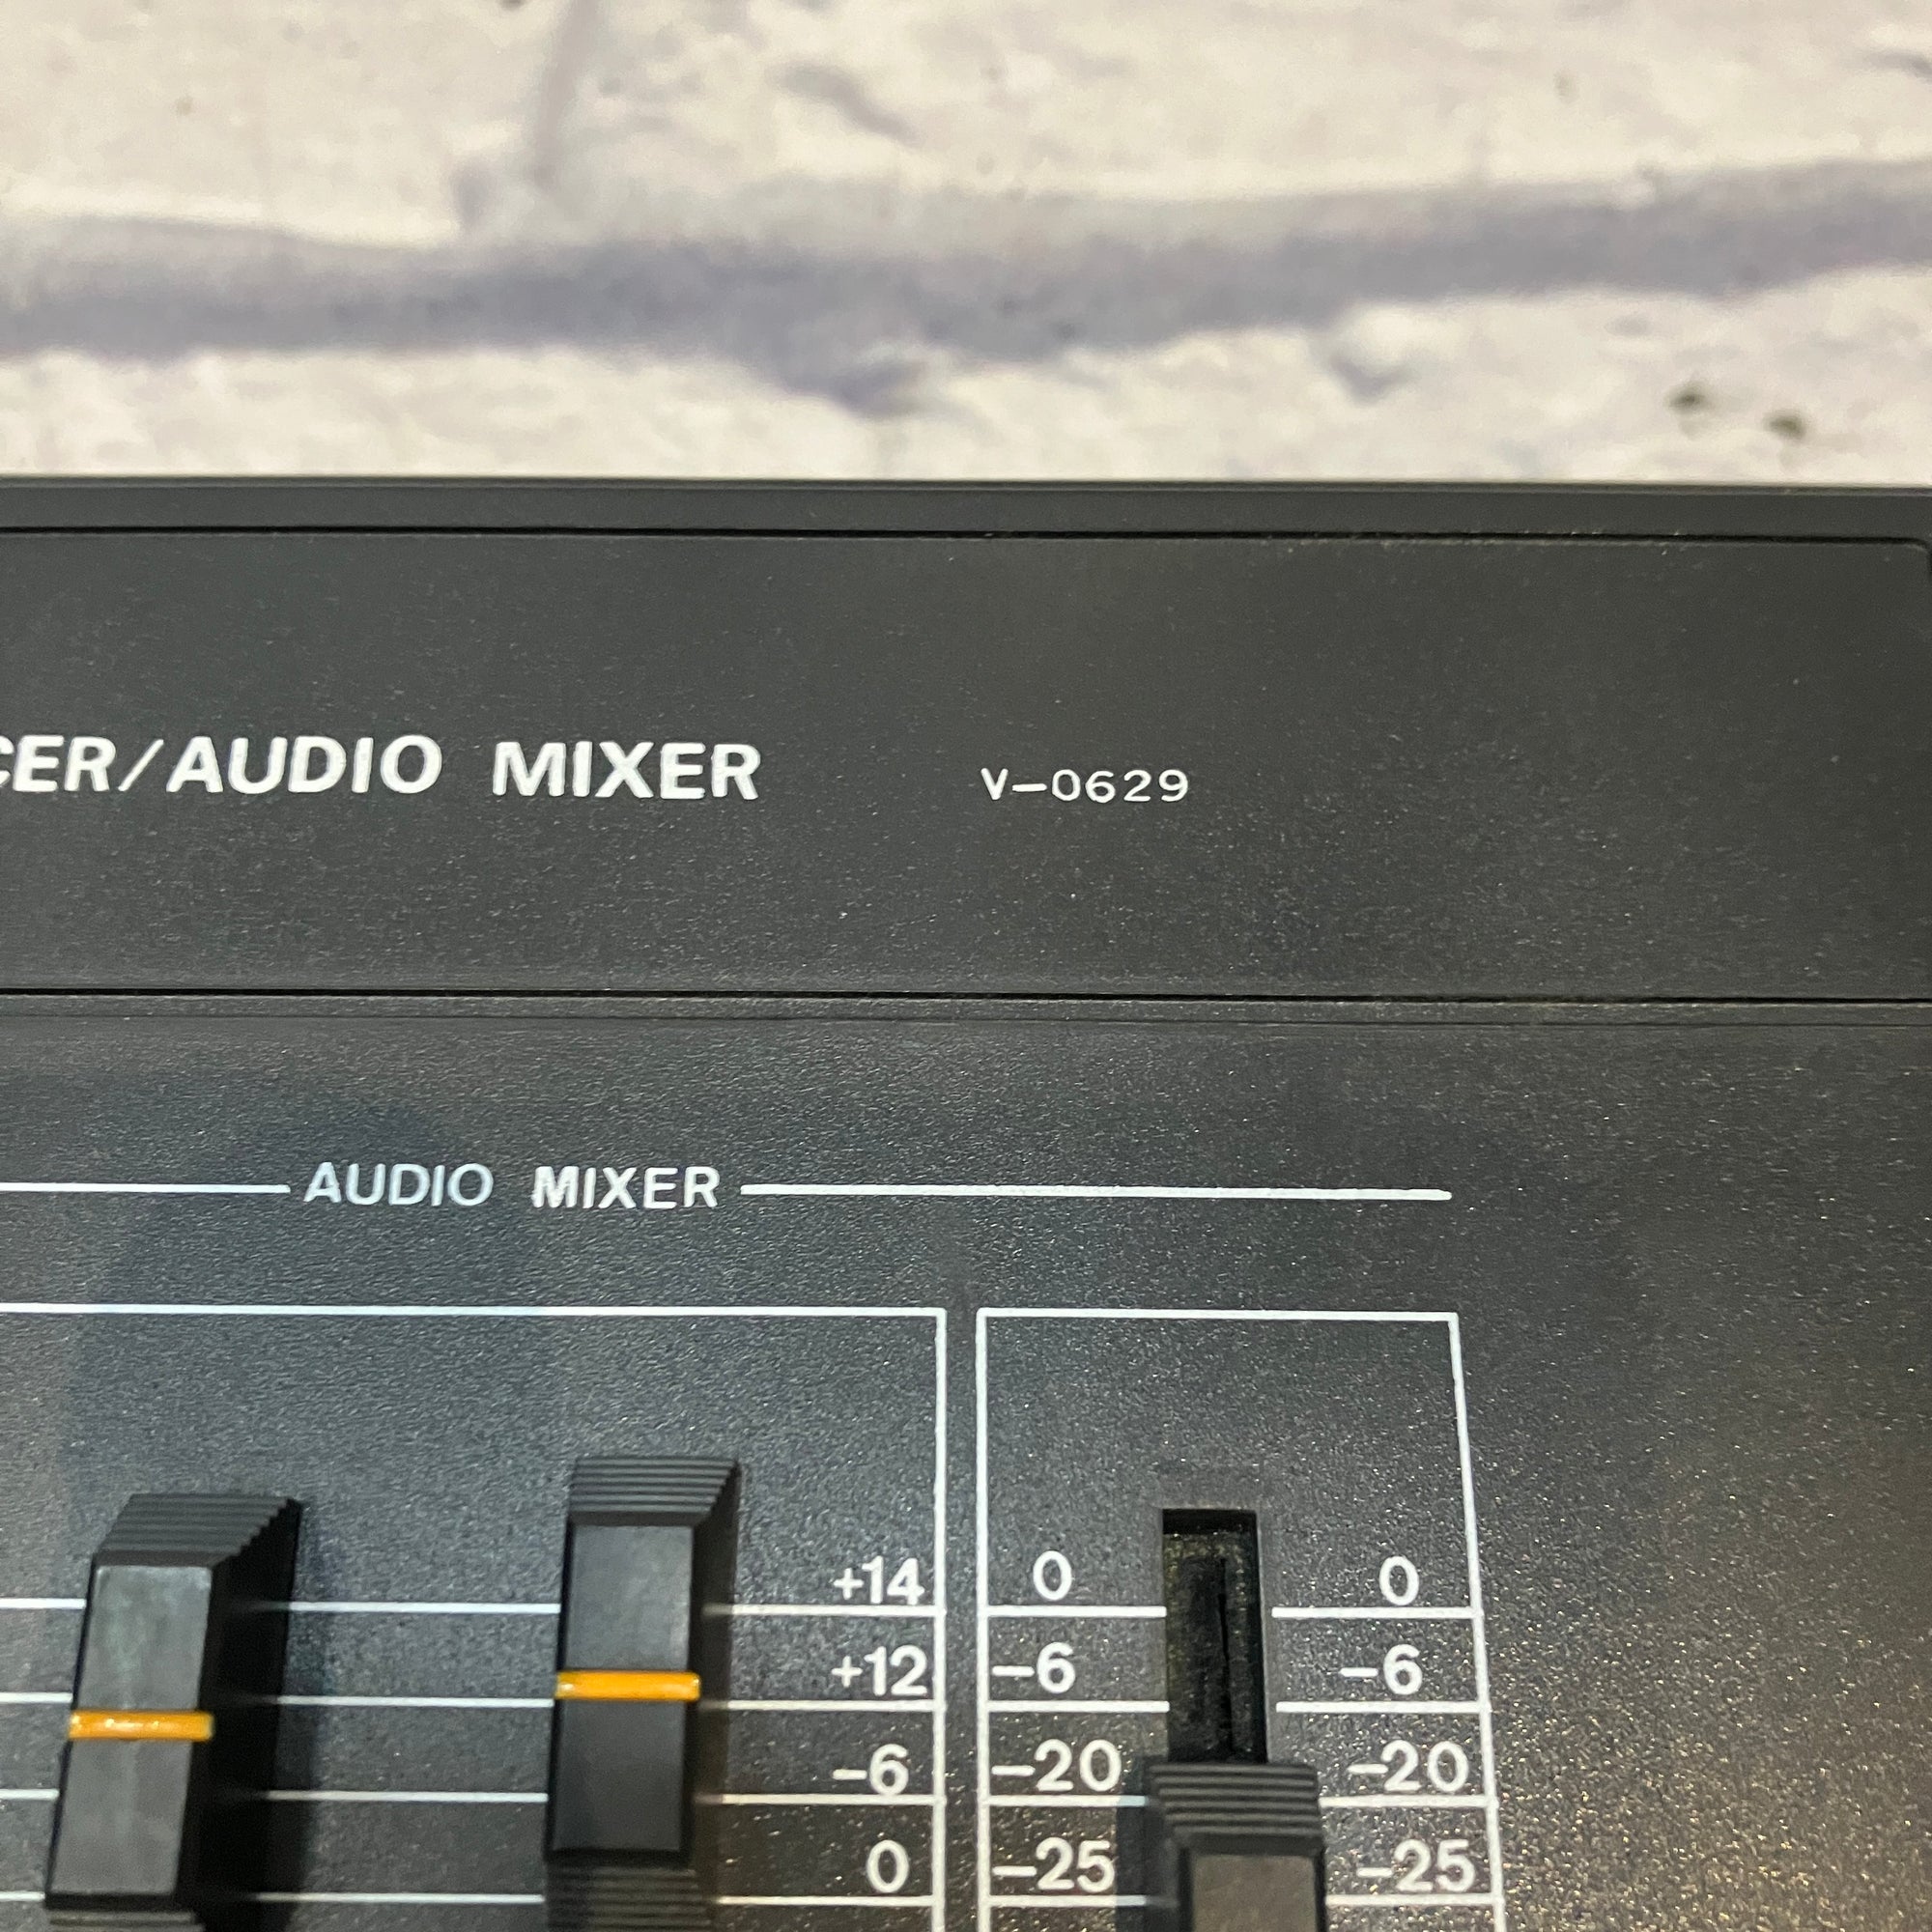 CER/AUDIO MIXER V-0629
AUDIO MIXER
+14 0 0
+12 -6 -6
-6 -20 -20
0 -25 -25